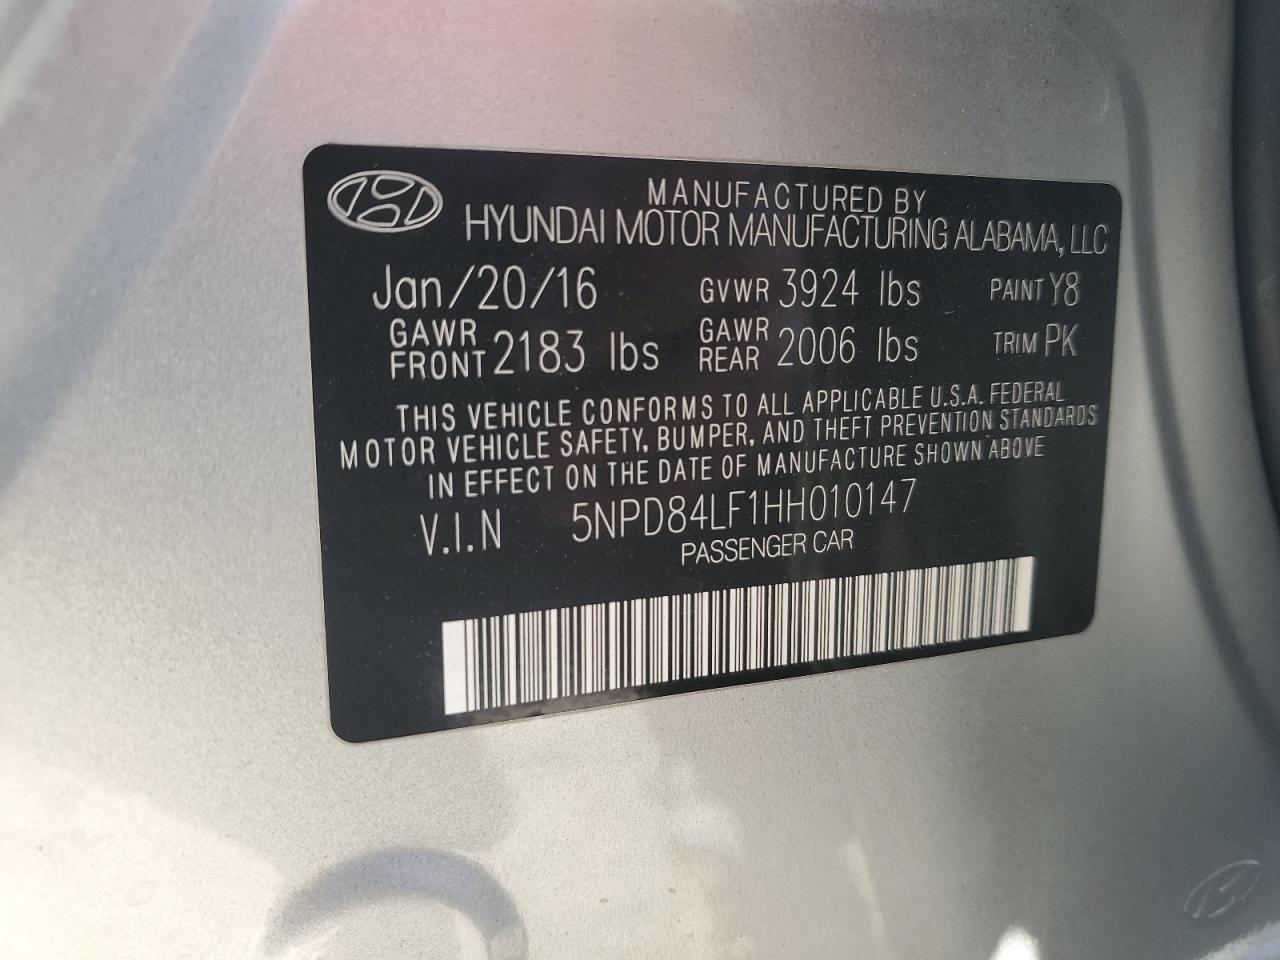 MANUFACTURED BY
HYUNDAI MOTOR MANUFACTURING ALABAMA, LLC
Jan/20/16 GVWR 3924 lbs PAINT Y8
GAWR FRONT 2183 lbs GAWR REAR 2006 lbs TRIM PK
THIS VEHICLE CONFORMS TO ALL APPLICABLE U.S.A. FEDERAL
MOTOR VEHICLE SAFETY, BUMPER, AND THEFT PREVENTION STANDARDS
IN EFFECT ON THE DATE OF MANUFACTURE SHOWN ABOVE
V.I.N 5NPD84LF1HH010147
PASSENGER CAR